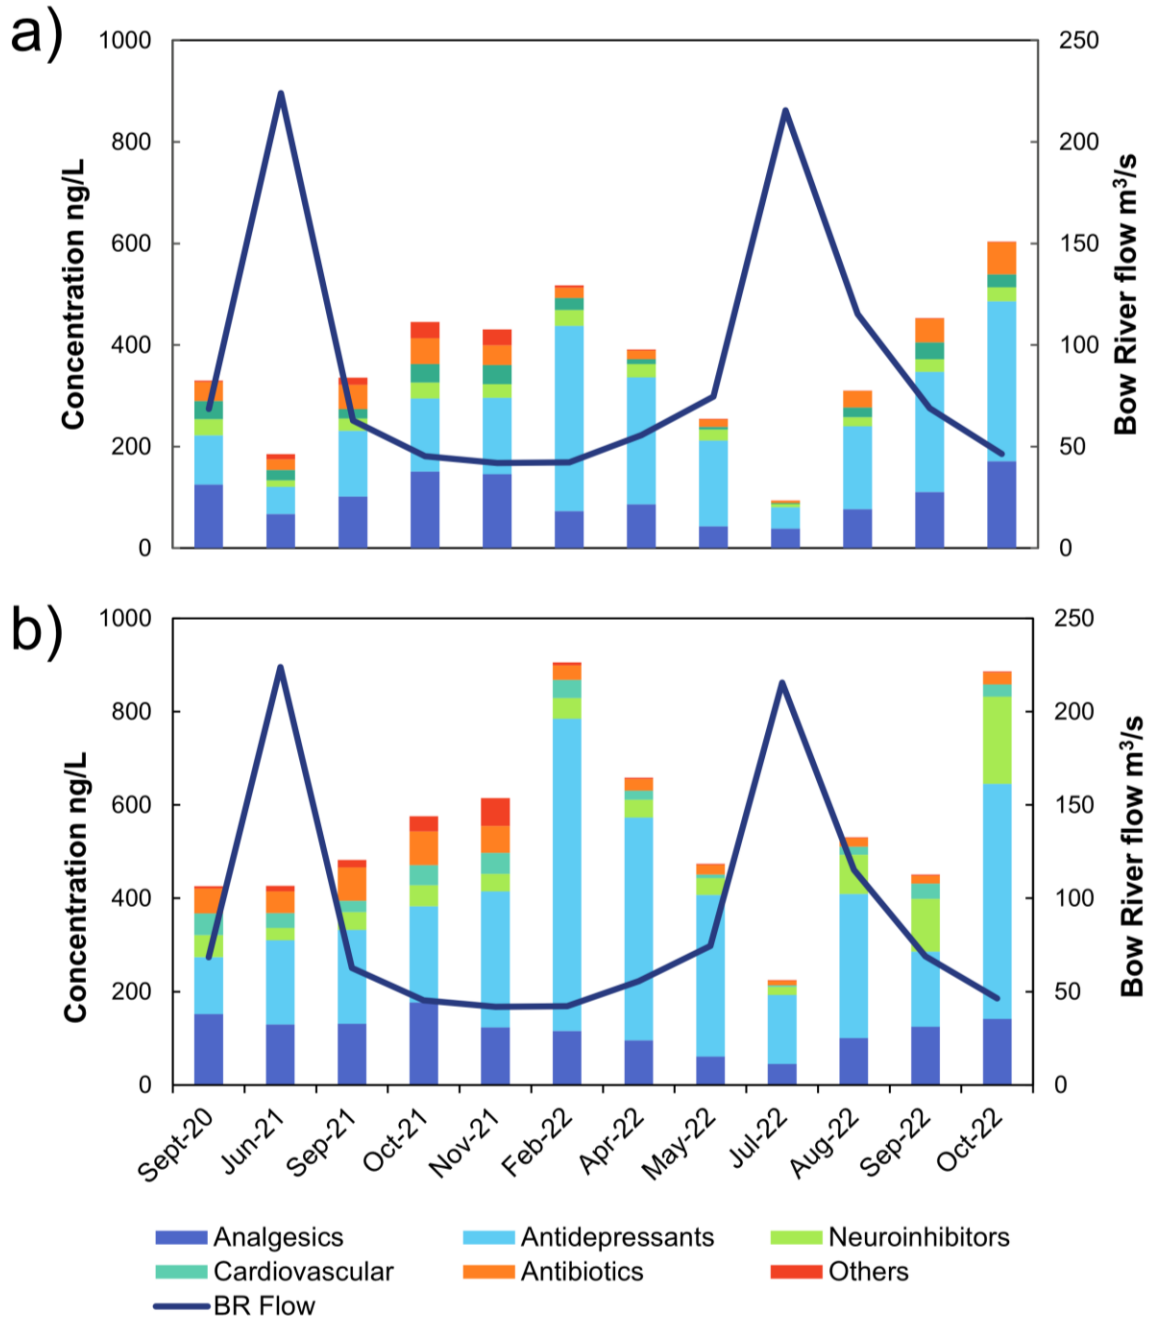 a)
1000
800
600
400
200
0
Concentration ng/L
250
200
150
100
50
0
Bow River flow m³/s
b)
1000
800
600
400
200
0
Concentration ng/L
250
200
150
100
50
0
Bow River flow m³/s
Sept-20 Jun-21 Sep-21 Oct-21 Nov-21 Feb-22 Apr-22 May-22 Jul-22 Aug-22 Sep-22 Oct-22
Analgesics Antidepressants Neuroinhibitors
Cardiovascular Antibiotics Others
BR Flow